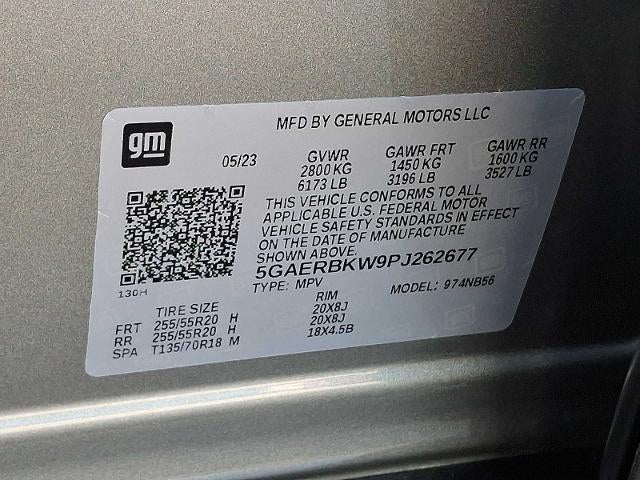 gm
MFD BY GENERAL MOTORS LLC
05/23
GVWR GAWR FRT GAWR RR
2800 KG 1450 KG 1600 KG
6173 LB 3196 LB 3527 LB
THIS VEHICLE CONFORMS TO ALL
APPLICABLE U.S. FEDERAL MOTOR
VEHICLE SAFETY STANDARDS IN EFFECT
ON THE DATE OF MANUFACTURE
SHOWN ABOVE.
5GAERBKW9PJ262677
TYPE: MPV MODEL: 974NB56
130H
TIRE SIZE RIM
FRT 255/55R20 H 20X8J
RR 255/55R20 H 20X8J
SPA T135/70R18 M 18X4.5B